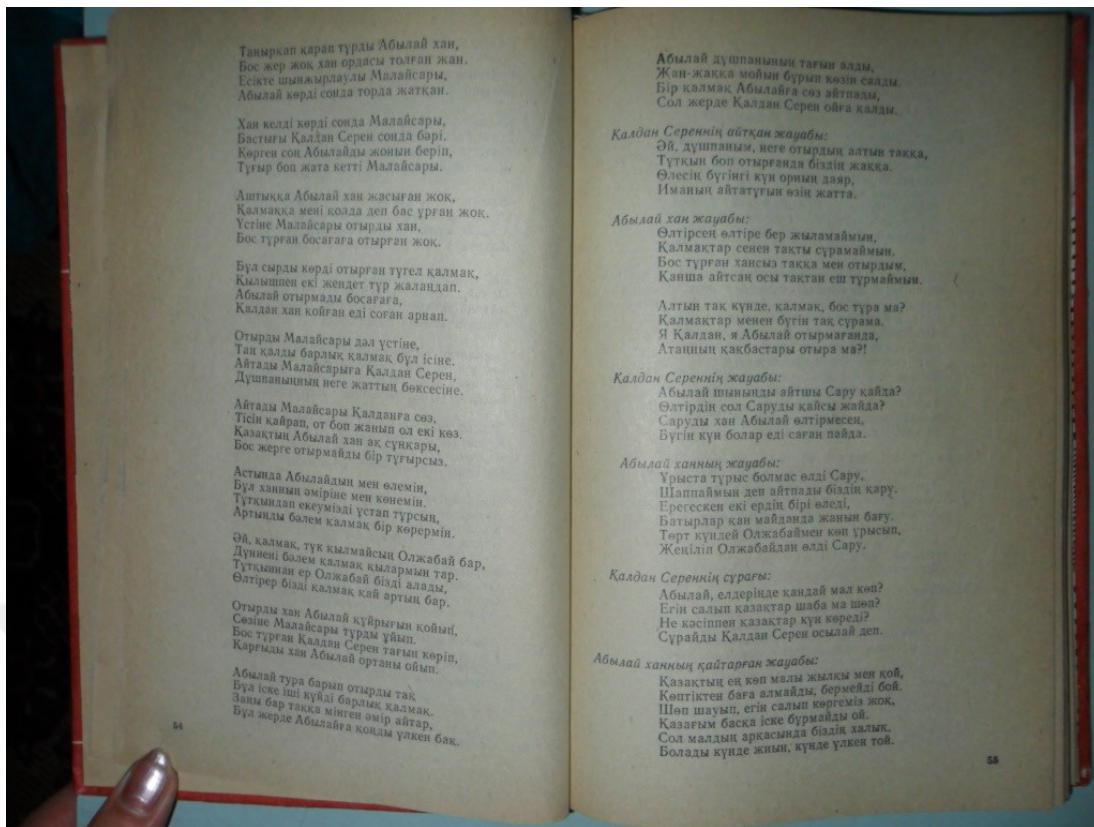 Таңырқап қарап тұрды Абылай хан,
Бос жер жоқ хан ордасы толған жан.
Есікте шынжырлаулы Малайсары,
Абылай көрді сонда торда жатқан.
Хан келді көрді сонда Малайсары,
Бастығы Қалдан Серен сонда бәрі.
Көрген соң Абылайды жонын беріп,
Тұғыр боп жата кетті Малайсары.
Аштыққа Абылай хан жасыған жоқ,
Қалмаққа мені қолда деп бас ұрған жоқ.
Үстіне Малайсары отырды хан,
Бос тұрған босағаға отырған жоқ.
Бұл сырды көрді отырған түгел қалмақ,
Қылышпен екі жендет тұр жалаңдап.
Абылай отырмады босағаға,
Қалдан хан қойған еді соған арнап.
Отырды Малайсары дәл үстіне,
Таң қалды барлық қалмақ бұл ісіне.
Айтады Малайсарыға Қалдан Серен,
Дұшпаныңның неге жаттың бөксесіне.
Айтады Малайсары Қалданға сөз,
Тісін қайрап, от боп жанып ол екі көз.
Қазақтың Абылай хан ақ сұңқары,
Бос жерге отырмайды бір тұғырсыз.
Астында Абылайдың мен өлемін,
Бұл ханның әміріне мен көнемін.
Тұтқындап екеумізді ұстап тұрсың,
Артыңды бәлем қалмақ бір көрермін.
Әй, қалмақ, түк қылмайсың Олжабай бар,
Дүниені бәлем қалмақ қылармын тар.
Тұтқыннан ер Олжабай бізді алады,
Өлтірер бізді қалмақ қай артың бар.
Отырды хан Абылай құйрығын қойып,
Сөзіне Малайсары тұрды ұйып.
Бос тұрған Қалдан Серен тағын көріп,
Қарғыды хан Абылай ортаны ойып.
Абылай тура барып отырды тақ
Бұл іске іші күйді барлық қалмақ.
Заңы бар таққа мінген әмір айтар,
Бұл жерде Абылайға қонды үлкен бақ.
54
Абылай дұшпанының тағын алды,
Жан-жаққа мойын бұрып көзін салды.
Бір қалмақ Абылайға сөз айтпады,
Сол жерде Қалдан Серен ойға қалды.
Қалдан Сереннің айтқан жауабы:
Әй, дұшпаным, неге отырдың алтын таққа,
Тұтқын боп отырғанда біздің жаққа.
Өлесің бүгінгі күн орның даяр,
Иманың айтатұғын өзің жатта.
Абылай хан жауабы:
Өлтірсең өлтіре бер жыламаймын,
Қалмақтар сенен тақты сұрамаймын.
Бос тұрған хансыз таққа мен отырдым,
Қанша айтсаң осы тақтан еш тұрмаймын.
Алтын тақ күнде, қалмақ, бос тұра ма?
Қалмақтар менен бүгін тақ сұрама.
Я Қалдан, я Абылай отырмағанда,
Атаңның қақбастары отыра ма?!
Қалдан Сереннің жауабы:
Абылай шыныңды айтшы Сару қайда?
Өлтірдің сол Саруды қайсы жайда?
Саруды хан Абылай өлтірмесең,
Бүгін күн болар еді саған пайда.
Абылай ханның жауабы:
Ұрыста тұрыс болмас өлді Сару,
Шаппаймын деп айтпады біздің қару.
Ерегескен екі ердің бірі өледі,
Батырлар қан майданда жанын бағу.
Төрт күндей Олжабаймен көп ұрысып,
Жеңіліп Олжабайдан өлді Сару.
Қалдан Сереннің сұрағы:
Абылай, елдеріңде қандай мал көп?
Егін салып қазақтар шаба ма шөп?
Не кәсіппен қазақтар күн көреді?
Сұрайды Қалдан Серен осылай деп.
Абылай ханның қайтарған жауабы:
Қазақтың ең көп малы жылқы мен қой,
Көптіктен баға алмайды, бермейді бой.
Шөп шауып, егін салып көргеміз жоқ,
Қазағым басқа іске бұрмайды ой.
Сол малдың арқасында біздің халық,
Болады күнде жиын, күнде үлкен той.
55